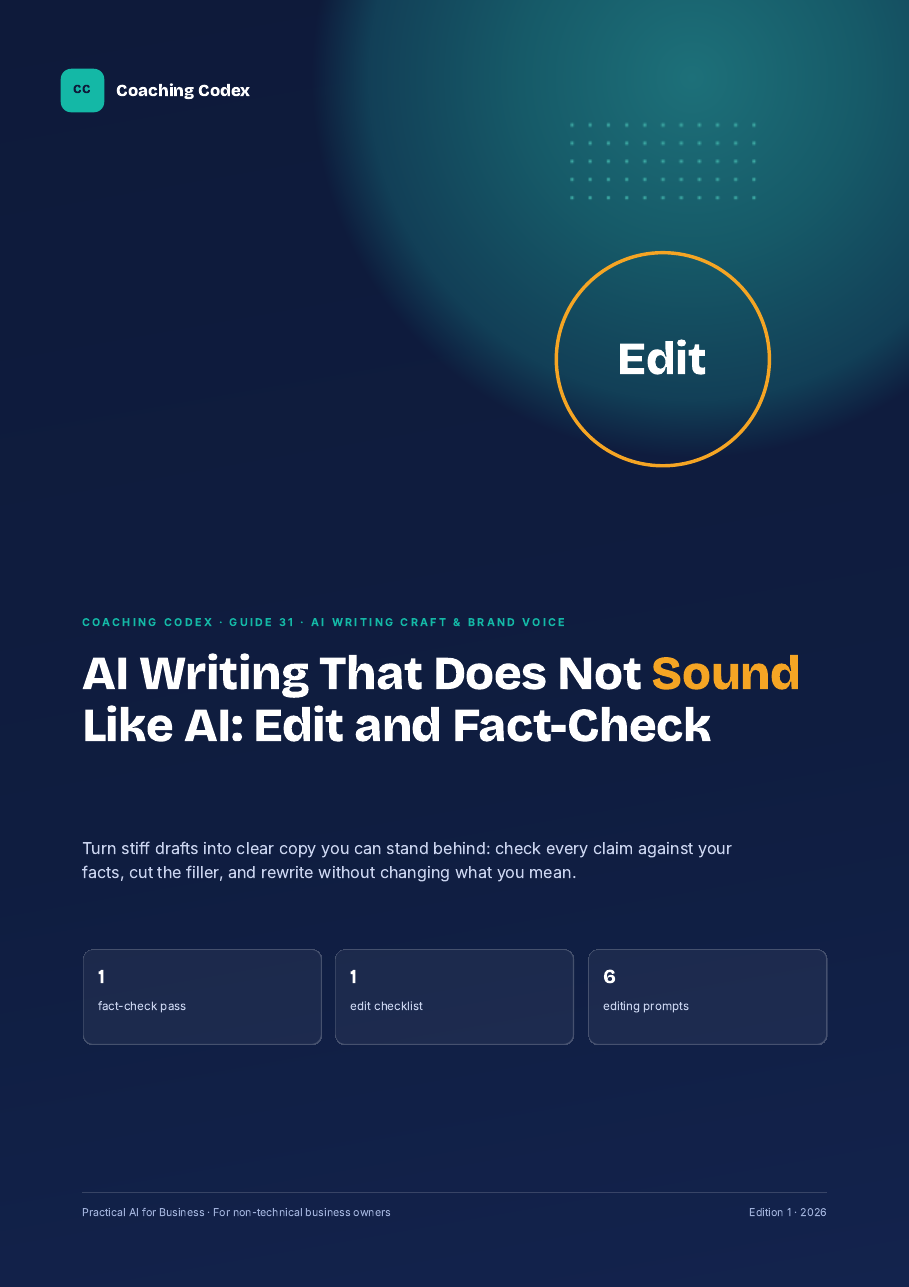 CC
Coaching Codex
Edit
COACHING CODEX · GUIDE 31 · AI WRITING CRAFT & BRAND VOICE
AI Writing That Does Not Sound
Like AI: Edit and Fact-Check
Turn stiff drafts into clear copy you can stand behind: check every claim against your
facts, cut the filler, and rewrite without changing what you mean.
1
fact-check pass
1
edit checklist
6
editing prompts
Practical AI for Business · For non-technical business owners
Edition 1 · 2026